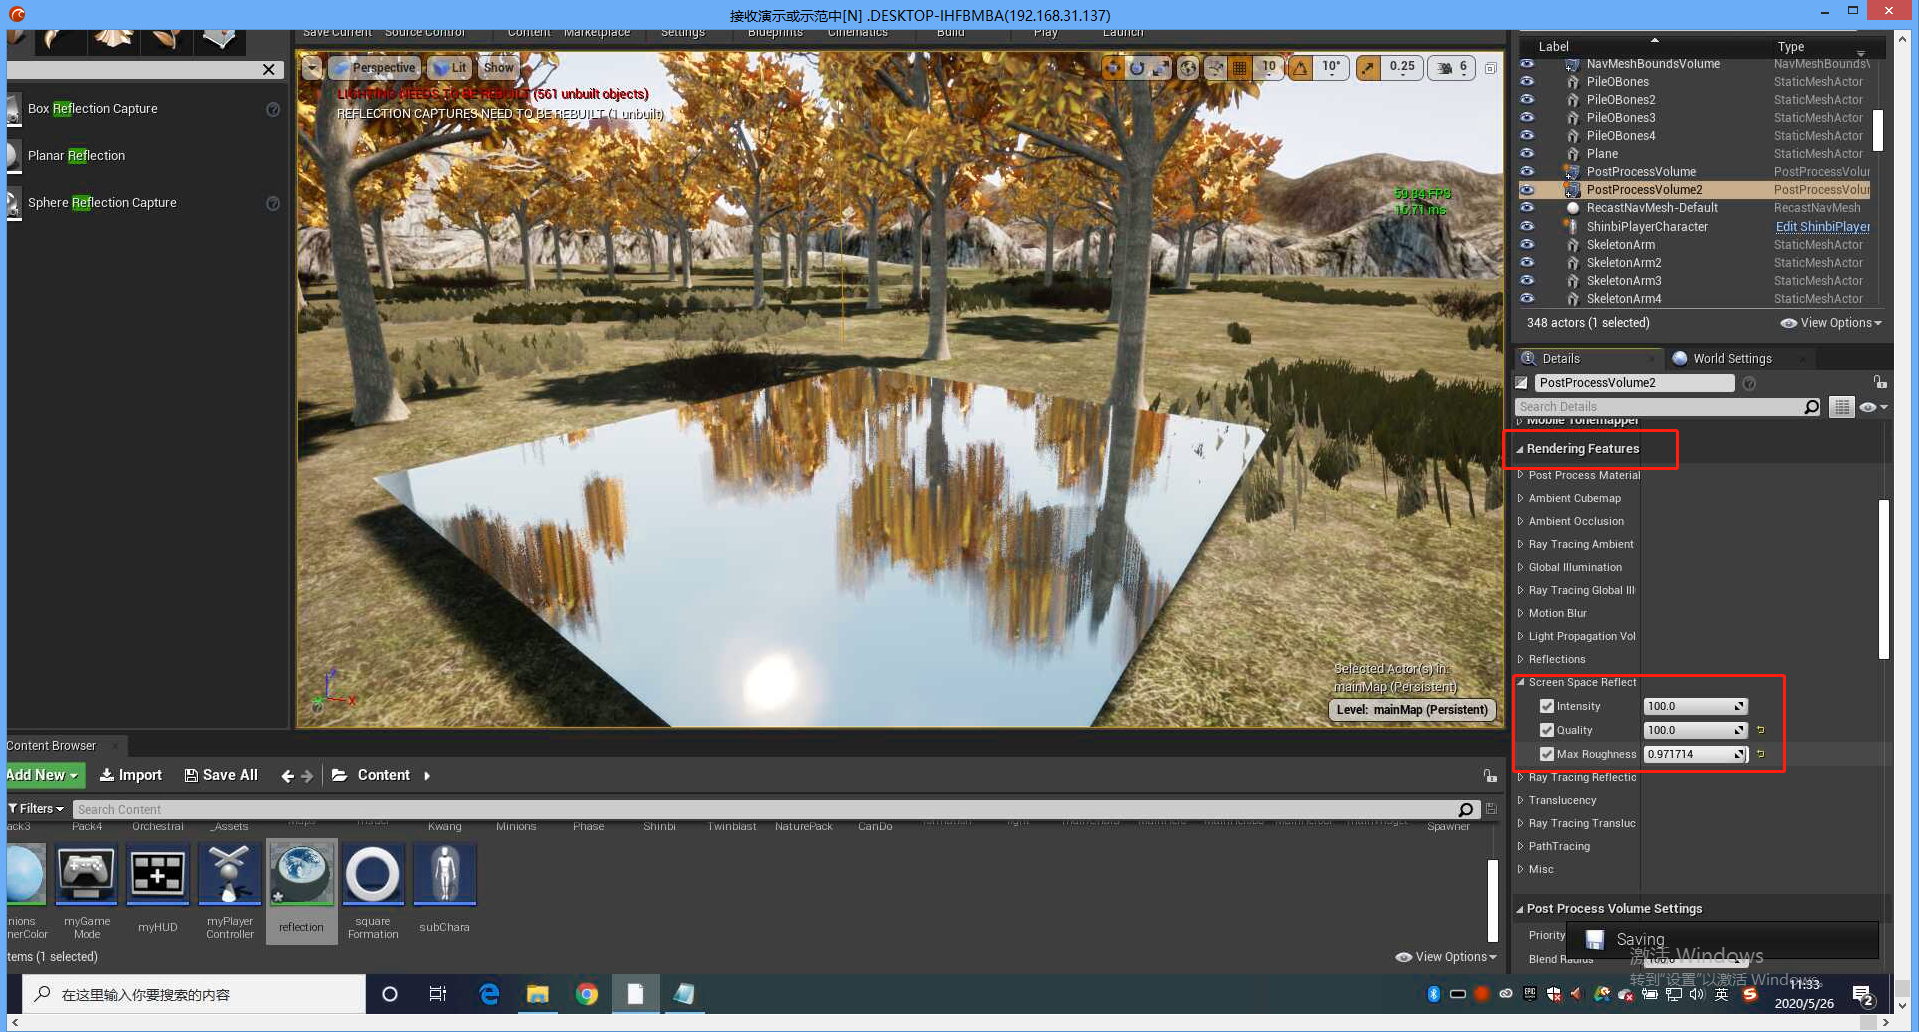 接收演示或示范中[N] .DESKTOP-IHFBMBA(192.168.31.137)
Save Current Source Control Content Marketplace Settings Blueprints Cinematics Build Play Launch
Box Reflection Capture
Planar Reflection
Sphere Reflection Capture
Perspective Lit Show
10 10° 0.25 6
LIGHTING NEEDS TO BE REBUILT (561 unbuilt objects)
REFLECTION CAPTURES NEED TO BE REBUILT (1 unbuilt)
59.84 FPS
16.71 ms
Selected Actor(s) in:
mainMap (Persistent)
Level: mainMap (Persistent)
Label Type
NavMeshBoundsVolume NavMeshBoundsV
PileOBones StaticMeshActor
PileOBones2 StaticMeshActor
PileOBones3 StaticMeshActor
PileOBones4 StaticMeshActor
Plane StaticMeshActor
PostProcessVolume PostProcessVolur
PostProcessVolume2 PostProcessVolur
RecastNavMesh-Default RecastNavMesh
ShinbiPlayerCharacter Edit ShinbiPlayer
SkeletonArm StaticMeshActor
SkeletonArm2 StaticMeshActor
SkeletonArm3 StaticMeshActor
SkeletonArm4 StaticMeshActor
348 actors (1 selected) View Options
Details World Settings
PostProcessVolume2
Search Details
Mobile Tonemapper
Rendering Features
Post Process Material
Ambient Cubemap
Ambient Occlusion
Ray Tracing Ambient
Global Illumination
Ray Tracing Global Ill
Motion Blur
Light Propagation Vol
Reflections
Screen Space Reflect
Intensity 100.0
Quality 100.0
Max Roughness 0.971714
Ray Tracing Reflectic
Translucency
Ray Tracing Transluc
PathTracing
Misc
Post Process Volume Settings
Priority
Saving
Blend Radius 100.0
激活 Windows
转到"设置"以激活 Windows。
Content Browser
Add New Import Save All Content
Filters Search Content
ack3 Pack4 Orchestral _Assets Kwang Minions Phase Shinbi Twinblast NaturePack CanDo Spawner
nions
nerColor
myGame
Mode
myHUD
myPlayer
Controller
reflection
square
Formation
subChara
tems (1 selected) View Options
在这里输入你要搜索的内容
英
11:33
2020/5/26
2